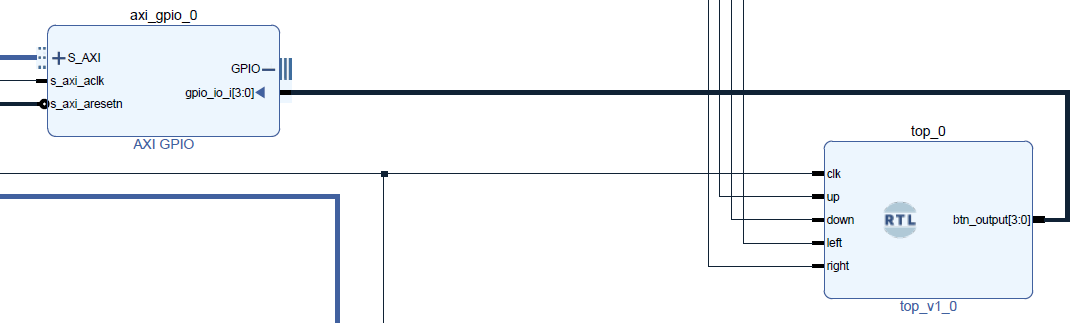 axi_gpio_0
S_AXI
s_axi_aclk
s_axi_aresetn
GPIO
gpio_io_i[3:0]
AXI GPIO
top_0
clk
up
down
left
right
RTL
btn_output[3:0]
top_v1_0